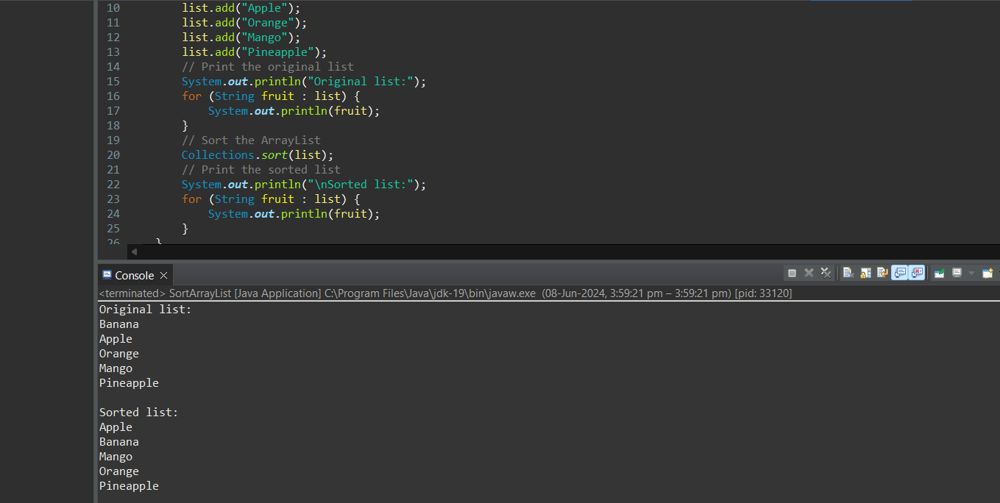 10 list.add("Apple");
11 list.add("Orange");
12 list.add("Mango");
13 list.add("Pineapple");
14 // Print the original list
15 System.out.println("Original list:");
16 for (String fruit : list) {
17 System.out.println(fruit);
18 }
19 // Sort the ArrayList
20 Collections.sort(list);
21 // Print the sorted list
22 System.out.println("\nSorted list:");
23 for (String fruit : list) {
24 System.out.println(fruit);
25 }
26 }
Console
<terminated> SortArrayList [Java Application] C:\Program Files\Java\jdk-19\bin\javaw.exe (08-Jun-2024, 3:59:21 pm – 3:59:21 pm) [pid: 33120]
Original list:
Banana
Apple
Orange
Mango
Pineapple

Sorted list:
Apple
Banana
Mango
Orange
Pineapple